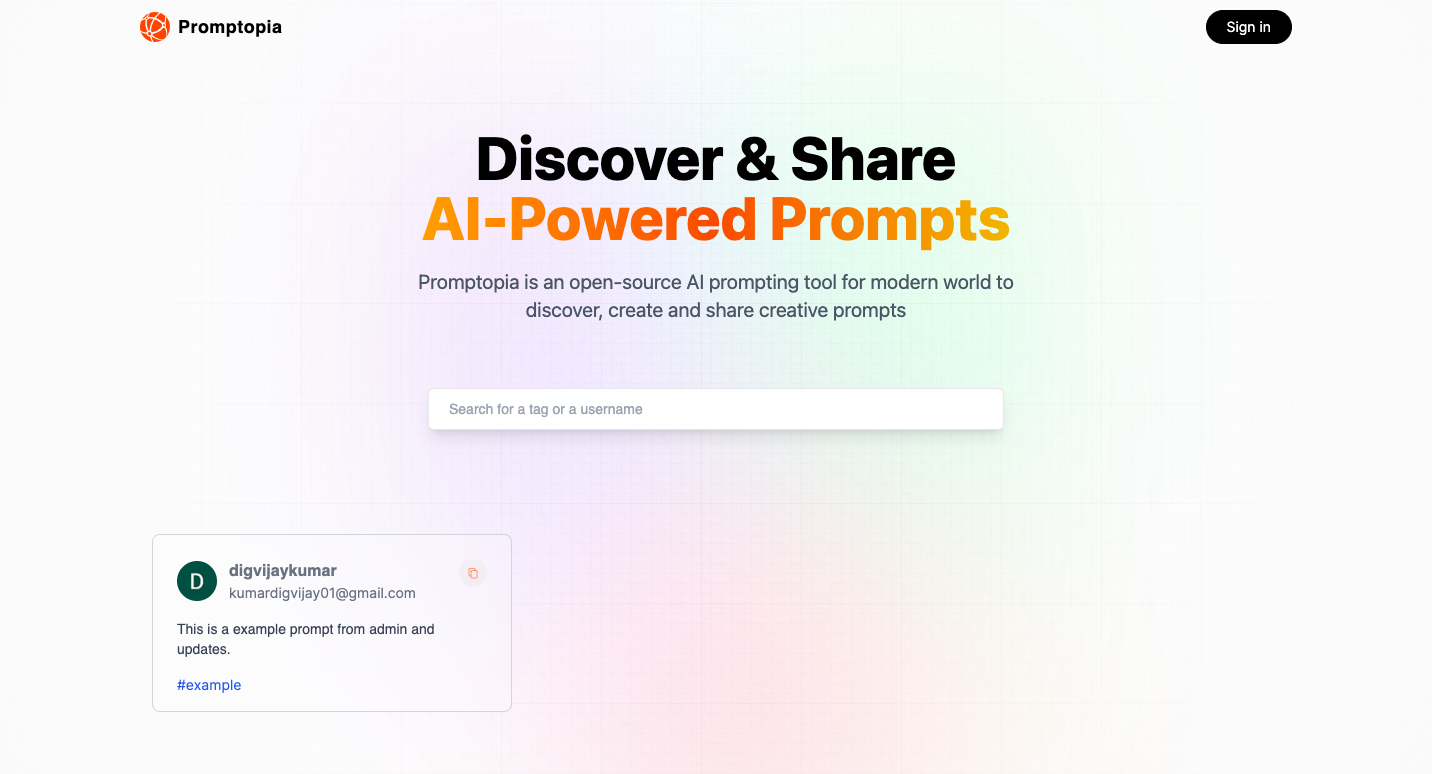 Promptopia
Sign in
Discover & Share
AI-Powered Prompts
Promptopia is an open-source AI prompting tool for modern world to
discover, create and share creative prompts
Search for a tag or a username
D
digvijaykumar
kumardigvijay01@gmail.com
This is a example prompt from admin and
updates.
#example